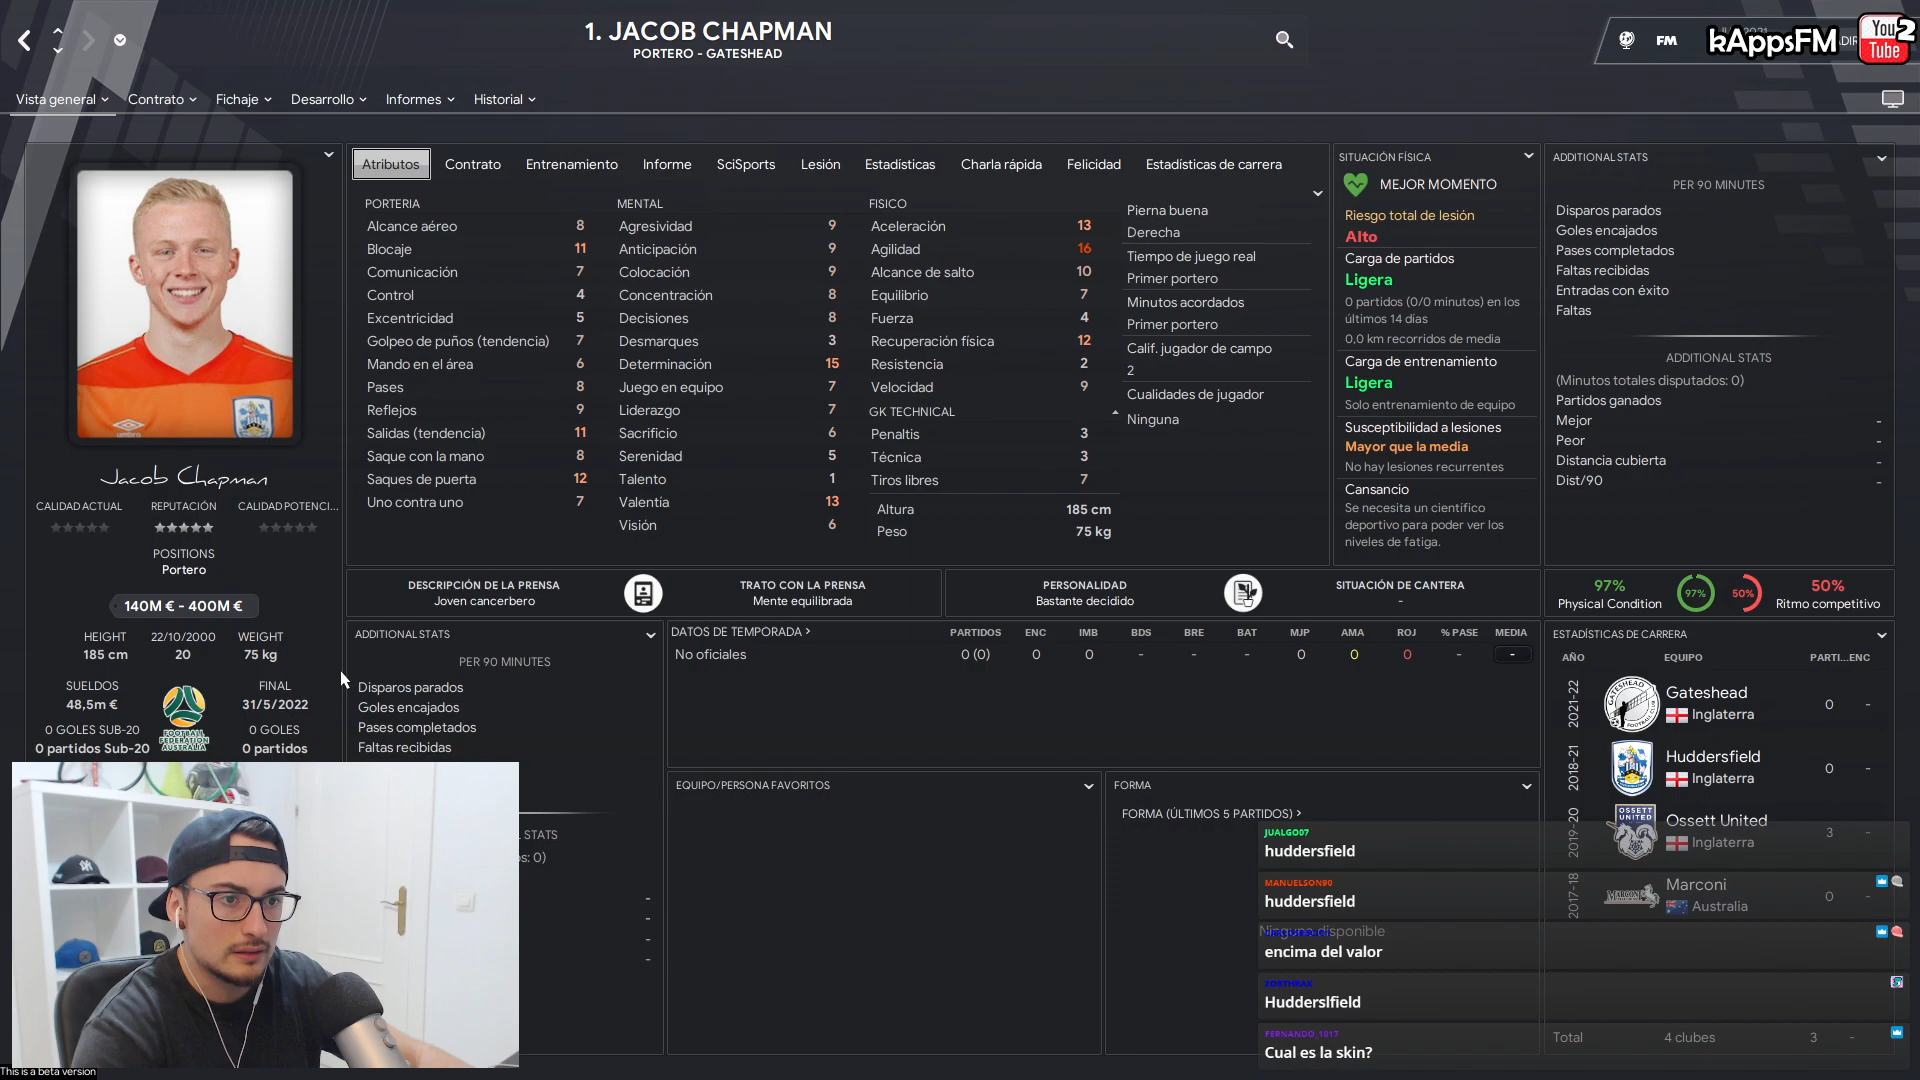 1. JACOB CHAPMAN
PORTERO - GATESHEAD
FM
kAppsFM
You2
Tube
Vista general
Contrato
Fichaje
Desarrollo
Informes
Historial
Jacob Chapman
CALIDAD ACTUAL
REPUTACIÓN
CALIDAD POTENCI...
POSITIONS
Portero
140M € - 400M €
HEIGHT
22/10/2000
WEIGHT
185 cm
20
75 kg
SUELDOS
FINAL
48,5m €
31/5/2022
0 GOLES SUB-20
0 GOLES
0 partidos Sub-20
0 partidos
FOOTBALL
FEDERATION
AUSTRALIA
umbro
Atributos
Contrato
Entrenamiento
Informe
SciSports
Lesión
Estadísticas
Charla rápida
Felicidad
Estadísticas de carrera
PORTERIA
Alcance aéreo 8
Blocaje 11
Comunicación 7
Control 4
Excentricidad 5
Golpeo de puños (tendencia) 7
Mando en el área 6
Pases 8
Reflejos 9
Salidas (tendencia) 11
Saque con la mano 8
Saques de puerta 12
Uno contra uno 7
MENTAL
Agresividad 9
Anticipación 9
Colocación 9
Concentración 8
Decisiones 8
Desmarques 3
Determinación 15
Juego en equipo 7
Liderazgo 7
Sacrificio 6
Serenidad 5
Talento 1
Valentía 13
Visión 6
FISICO
Aceleración 13
Agilidad 16
Alcance de salto 10
Equilibrio 7
Fuerza 4
Recuperación física 12
Resistencia 2
Velocidad 9
GK TECHNICAL
Penaltis 3
Técnica 3
Tiros libres 7
Altura 185 cm
Peso 75 kg
Pierna buena
Derecha
Tiempo de juego real
Primer portero
Minutos acordados
Primer portero
Calif. jugador de campo
2
Cualidades de jugador
Ninguna
SITUACIÓN FÍSICA
MEJOR MOMENTO
Riesgo total de lesión
Alto
Carga de partidos
Ligera
0 partidos (0/0 minutos) en los
últimos 14 días
0,0 km recorridos de media
Carga de entrenamiento
Ligera
Solo entrenamiento de equipo
Susceptibilidad a lesiones
Mayor que la media
No hay lesiones recurrentes
Cansancio
Se necesita un científico
deportivo para poder ver los
niveles de fatiga.
ADDITIONAL STATS
PER 90 MINUTES
Disparos parados
Goles encajados
Pases completados
Faltas recibidas
Entradas con éxito
Faltas
ADDITIONAL STATS
(Minutos totales disputados: 0)
Partidos ganados
Mejor -
Peor -
Distancia cubierta -
Dist/90 -
DESCRIPCIÓN DE LA PRENSA
Joven cancerbero
TRATO CON LA PRENSA
Mente equilibrada
PERSONALIDAD
Bastante decidido
SITUACIÓN DE CANTERA
-
97%
Physical Condition
97%
50%
50%
Ritmo competitivo
ADDITIONAL STATS
PER 90 MINUTES
Disparos parados
Goles encajados
Pases completados
Faltas recibidas
STATS
os: 0)
-
-
-
-
DATOS DE TEMPORADA > PARTIDOS ENC IMB BDS BRE BAT MJP AMA ROJ % PASE MEDIA
No oficiales 0 (0) 0 0 - - - 0 0 0 - -
EQUIPO/PERSONA FAVORITOS
FORMA
FORMA (ÚLTIMOS 5 PARTIDOS) >
ESTADÍSTICAS DE CARRERA
AÑO EQUIPO PARTI...ENC
2021-22 Gateshead 0 -
Inglaterra
2018-21 Huddersfield 0 -
Inglaterra
2019-20 Ossett United 3 -
Inglaterra
2017-18 Marconi 0 -
Australia
Total 4 clubes 3 -
GATESHEAD
FOOTBALL CLUB
OSSETT
UNITED
MARCONI
JUALGO07
huddersfield
MANUELSON90
huddersfield
Ninguna disponible
encima del valor
ZORTHRAX
Hudderslfield
FERNANDO_1017
Cual es la skin?
This is a beta version